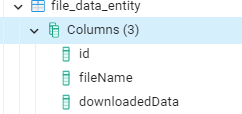 file_data_entity
Columns (3)
id
fileName
downloadedData